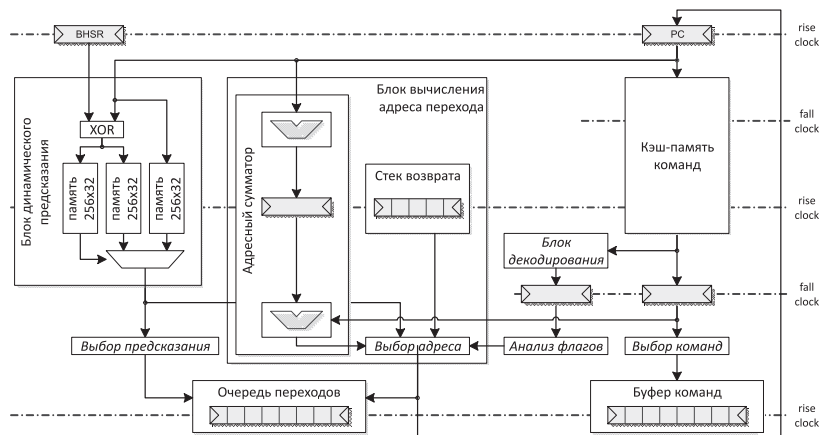 BHSR
PC
rise
clock
Блок динамического
предсказания
XOR
память
256x32
память
256x32
память
256x32
Блок вычисления
адреса перехода
Адресный сумматор
Стек возврата
Кэш-память
команд
fall
clock
rise
clock
Блок
декодирования
fall
clock
Выбор предсказания
Выбор адреса
Анализ флагов
Выбор команд
Очередь переходов
Буфер команд
rise
clock